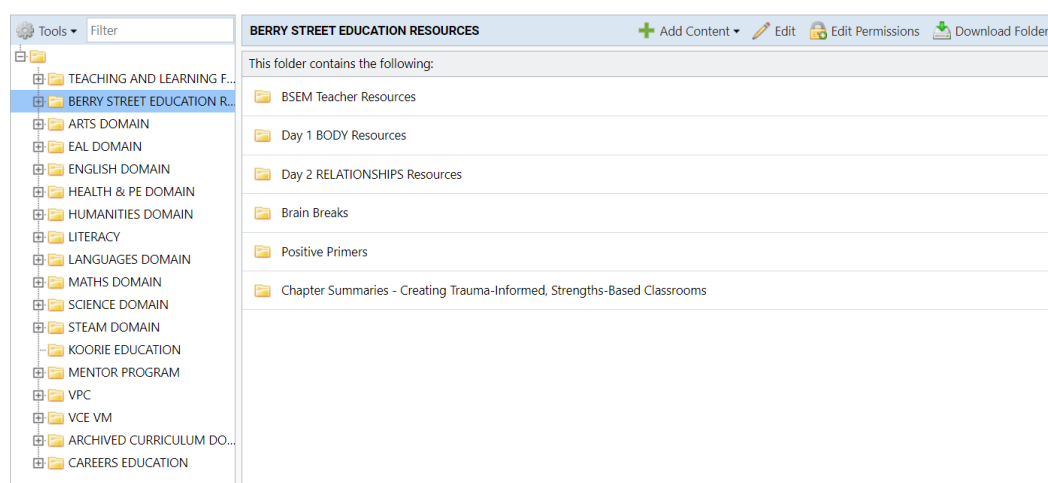 Tools
Filter
TEACHING AND LEARNING F...
BERRY STREET EDUCATION R...
ARTS DOMAIN
EAL DOMAIN
ENGLISH DOMAIN
HEALTH & PE DOMAIN
HUMANITIES DOMAIN
LITERACY
LANGUAGES DOMAIN
MATHS DOMAIN
SCIENCE DOMAIN
STEAM DOMAIN
KOORIE EDUCATION
MENTOR PROGRAM
VPC
VCE VM
ARCHIVED CURRICULUM DO...
CAREERS EDUCATION
BERRY STREET EDUCATION RESOURCES
Add Content
Edit
Edit Permissions
Download Folder
This folder contains the following:
BSEM Teacher Resources
Day 1 BODY Resources
Day 2 RELATIONSHIPS Resources
Brain Breaks
Positive Primers
Chapter Summaries - Creating Trauma-Informed, Strengths-Based Classrooms